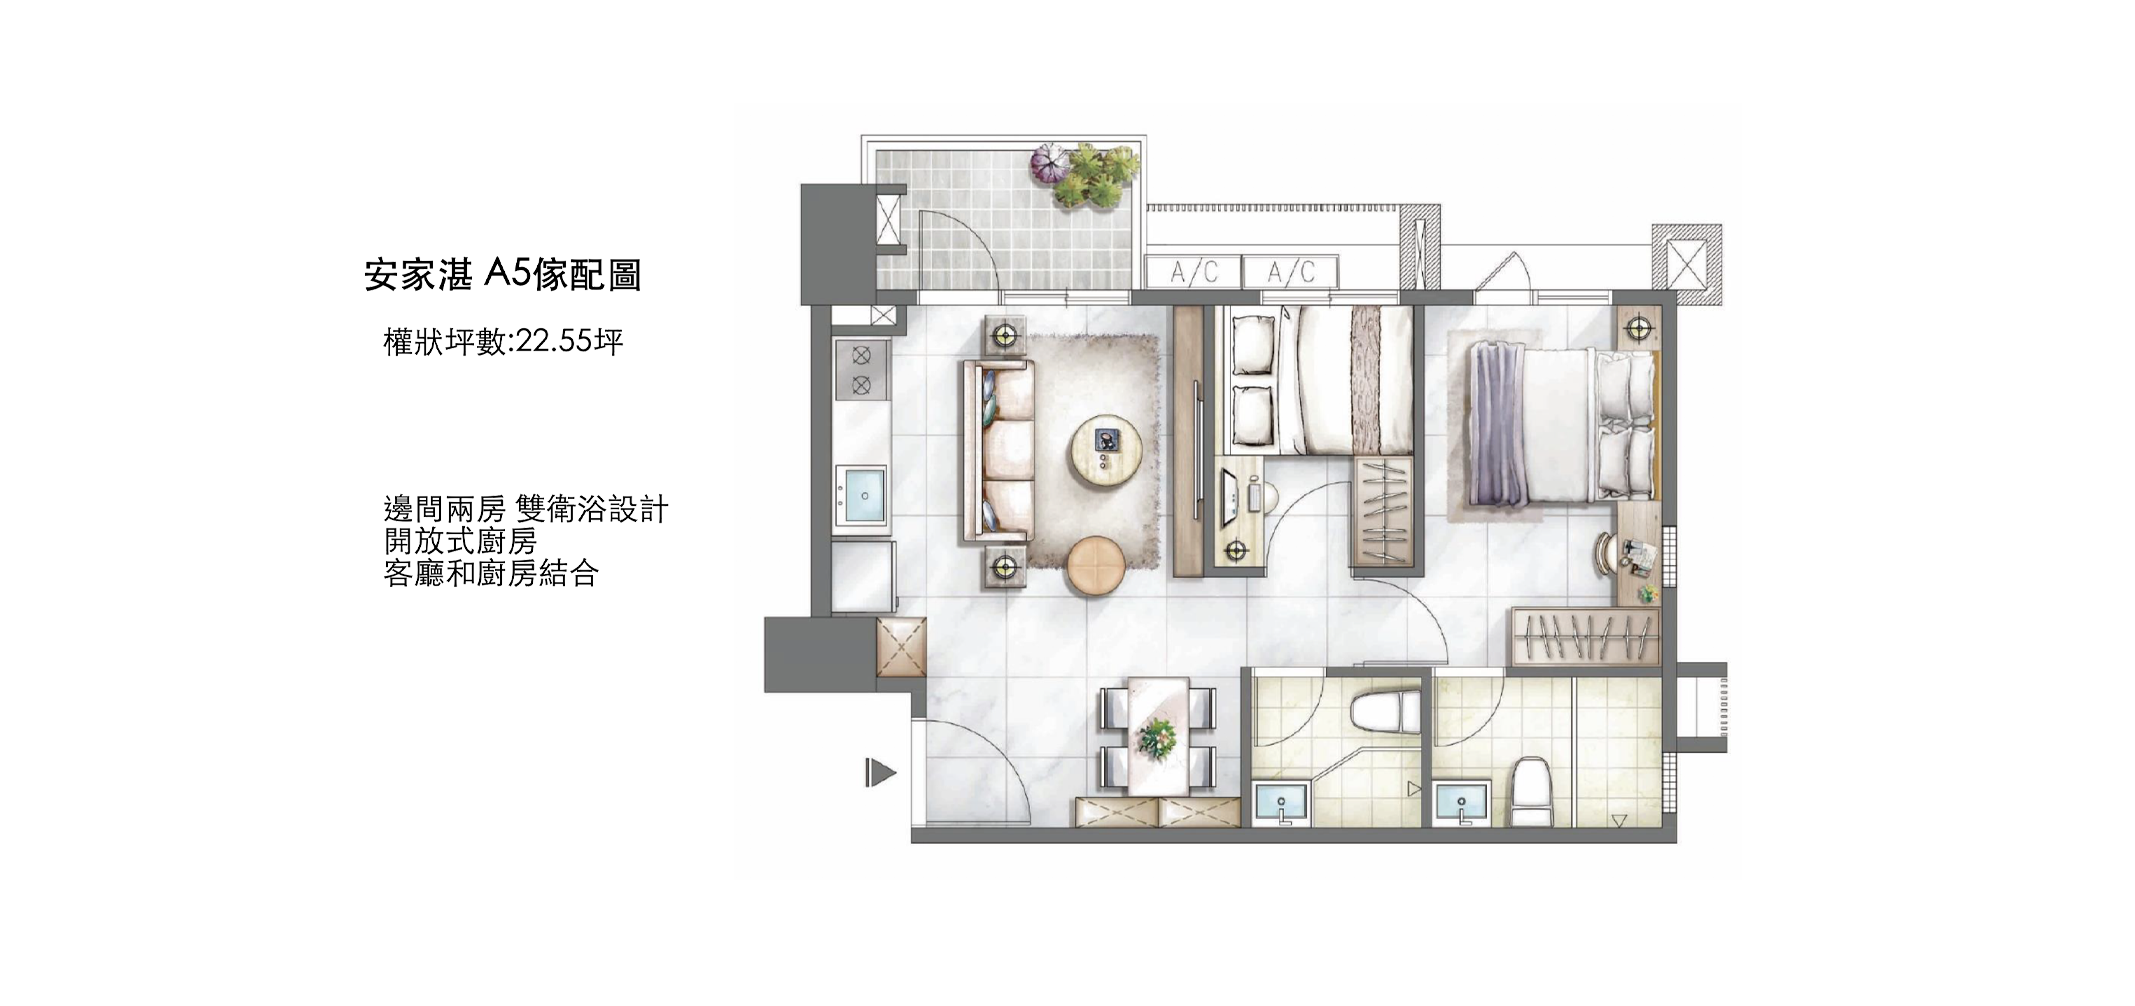 安家湛 A5傢配圖
權狀坪數:22.55坪
邊間兩房 雙衛浴設計
開放式廚房
客廳和廚房結合
A/C
A/C